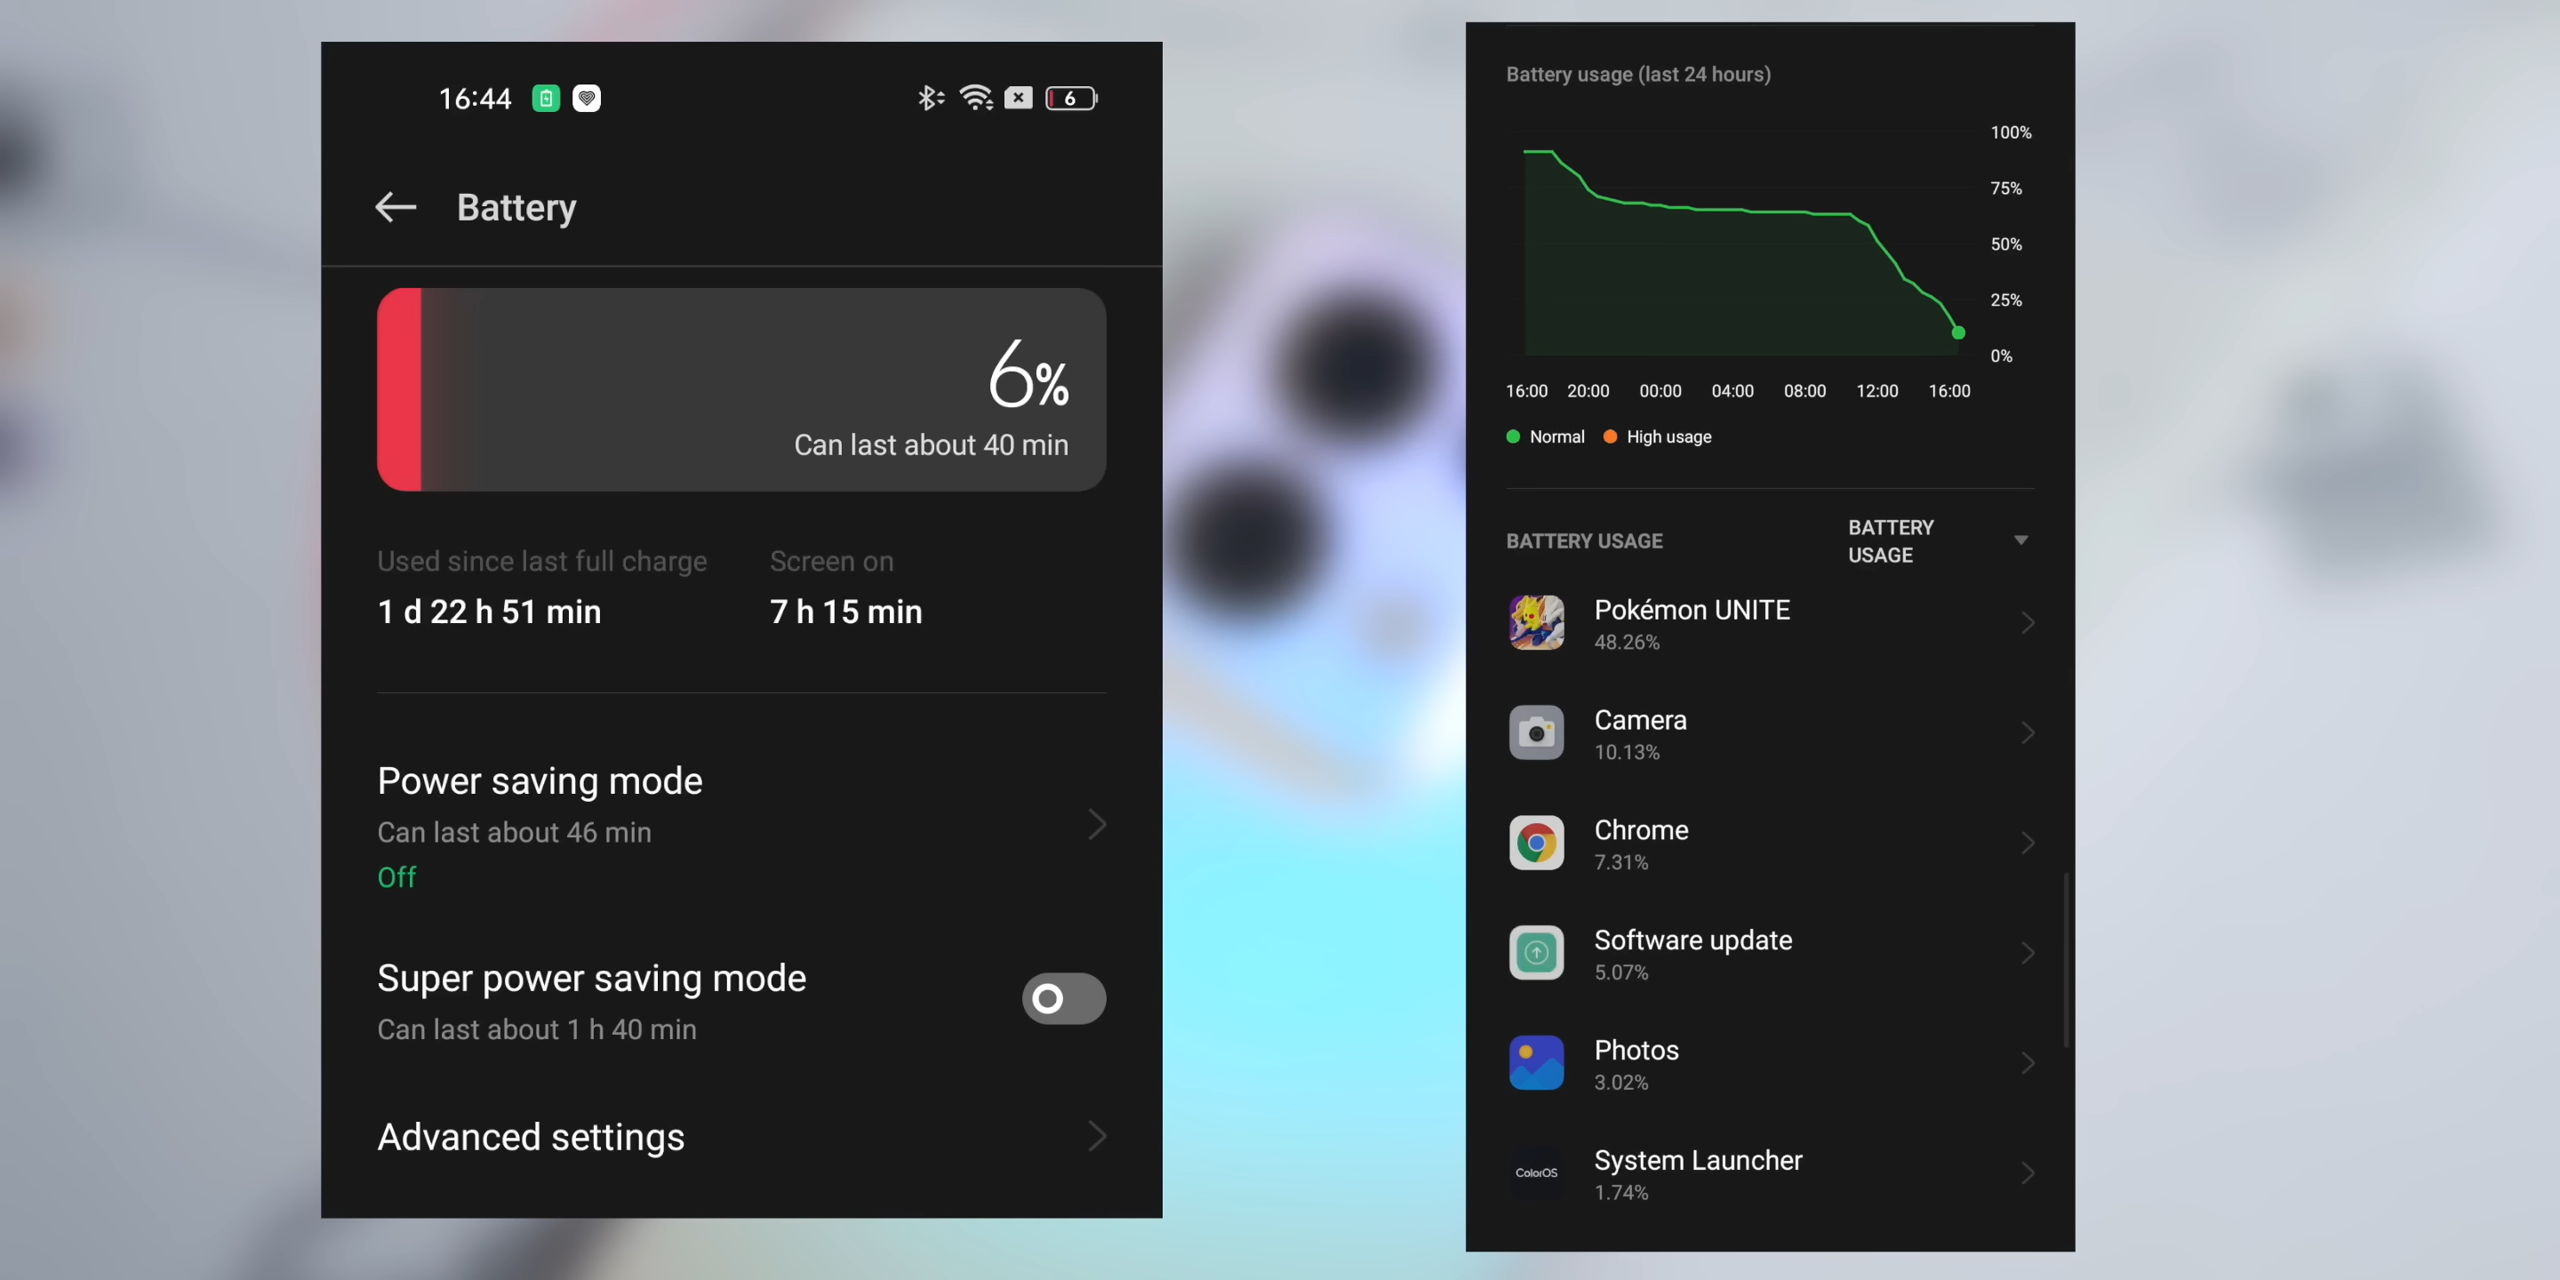 16:44
6
Battery
6%
Can last about 40 min
Used since last full charge
Screen on
1 d 22 h 51 min
7 h 15 min
Power saving mode
Can last about 46 min
Off
Super power saving mode
Can last about 1 h 40 min
Advanced settings
Battery usage (last 24 hours)
100%
75%
50%
25%
0%
16:00 20:00 00:00 04:00 08:00 12:00 16:00
Normal
High usage
BATTERY USAGE
BATTERY
USAGE
Pokémon UNITE
48.26%
Camera
10.13%
Chrome
7.31%
Software update
5.07%
Photos
3.02%
ColorOS
System Launcher
1.74%